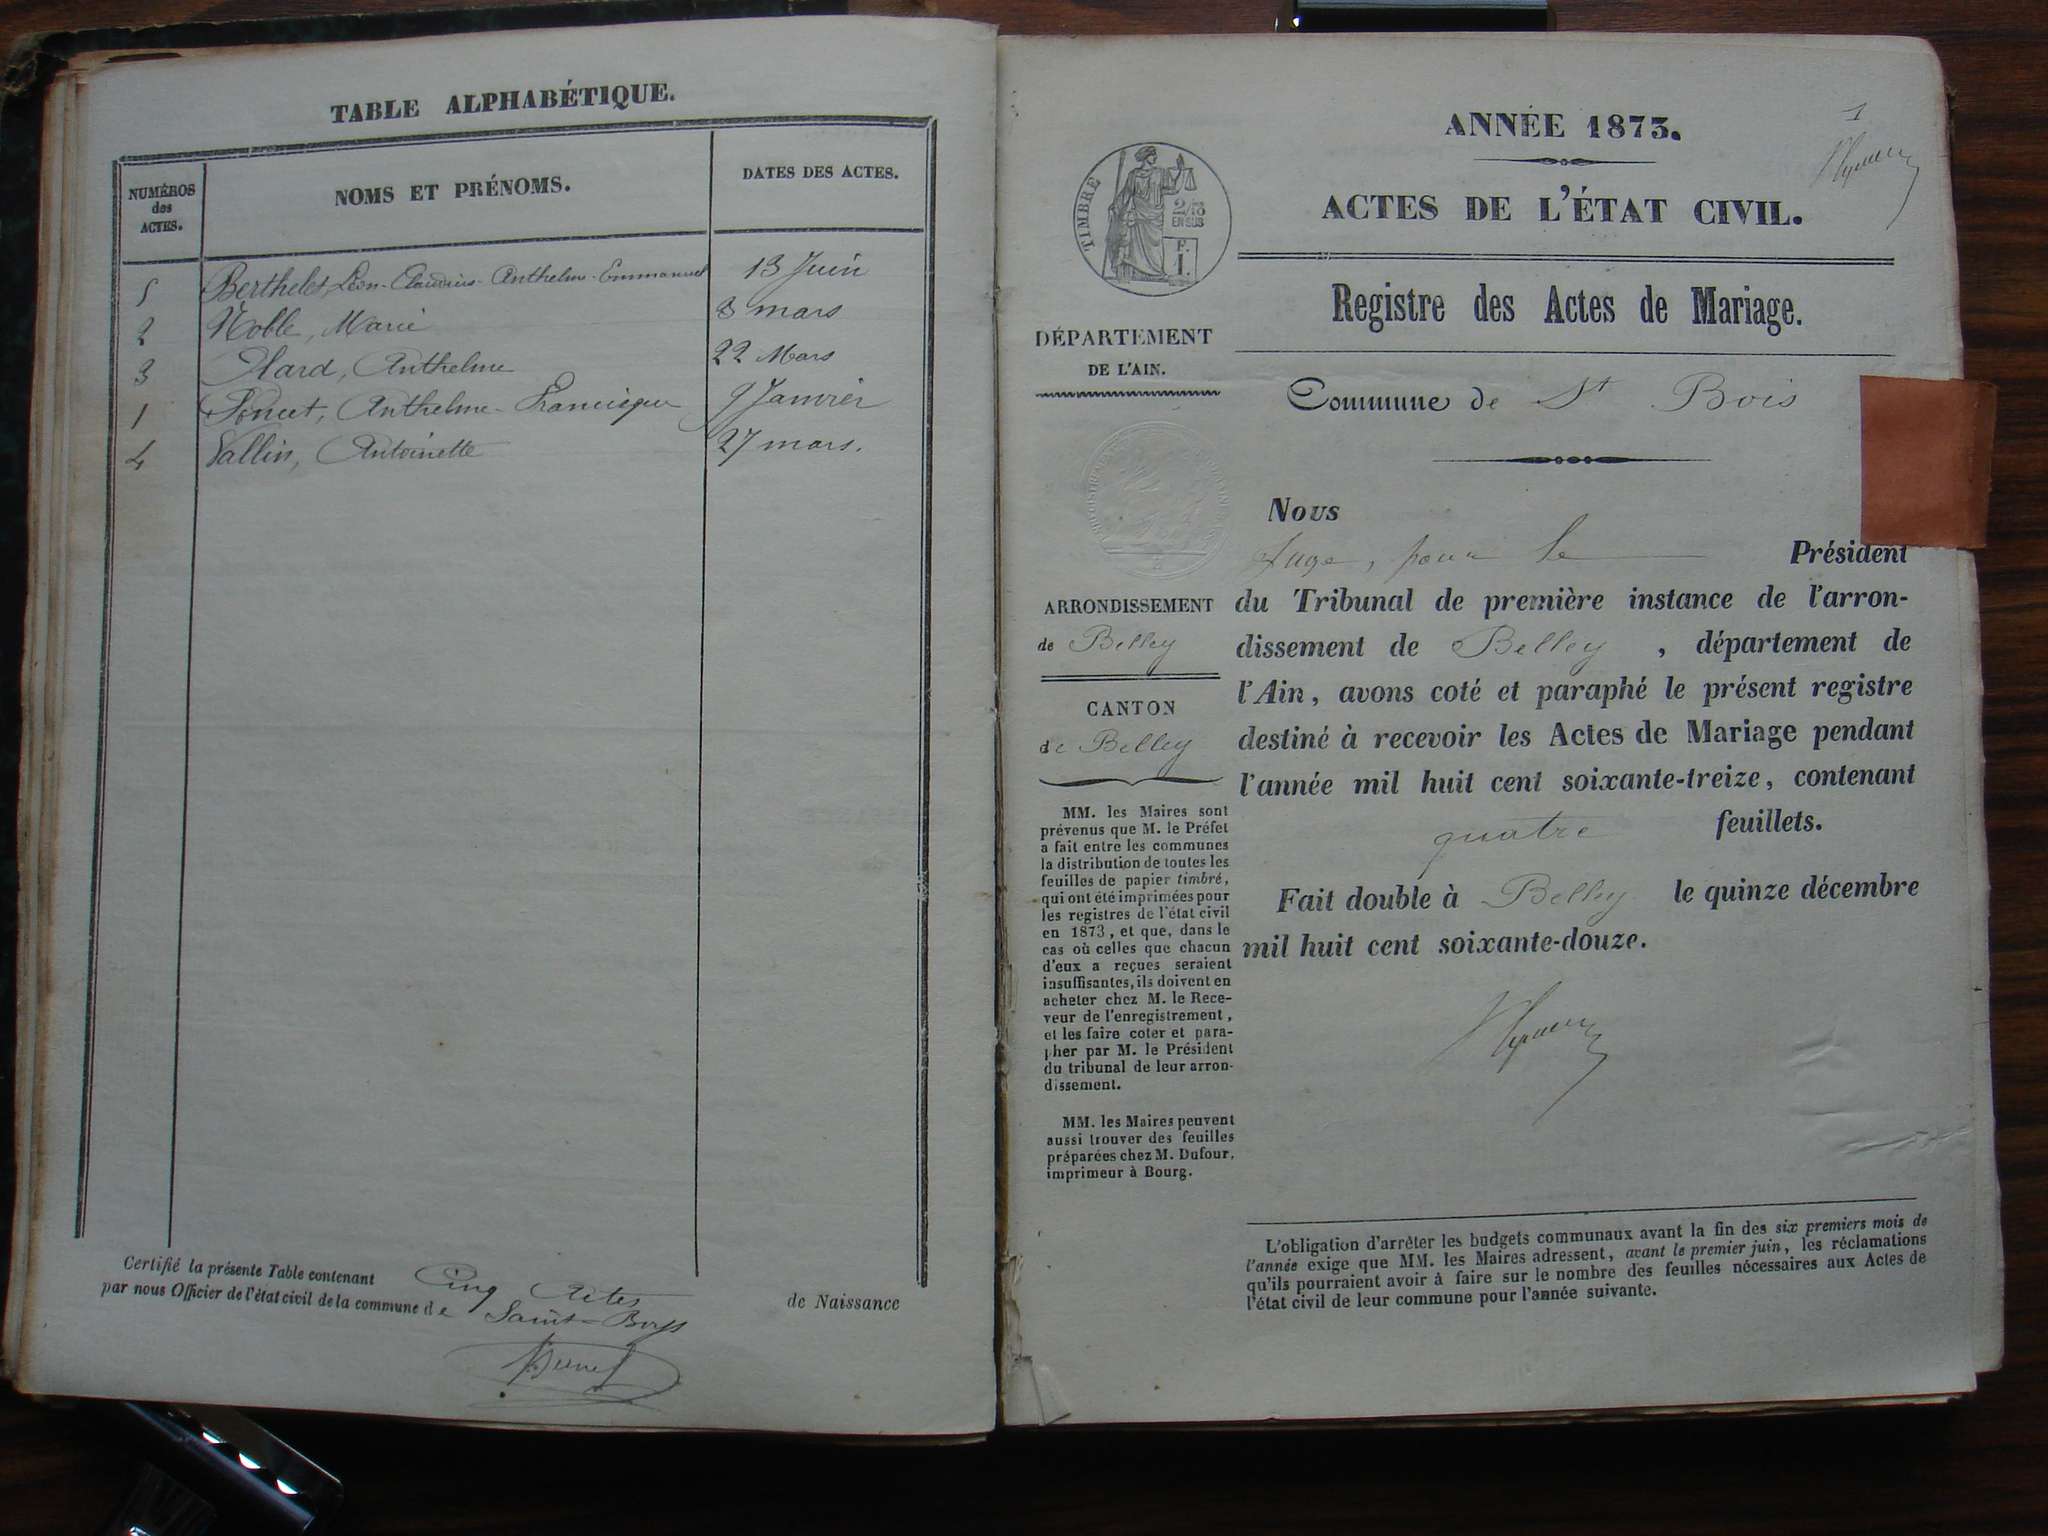 TABLE ALPHABÉTIQUE.
NUMÉROS
des
ACTES.
NOMS ET PRÉNOMS.
DATES DES ACTES.
5 Berthelet, Léon-Claudius-Anthelme-Emmanuel 13 Juin
2 Noble, Marie 8 mars
3 Anthelme 22 Mars
1 Poncet, Anthelme-Francisque 9 Janvier
4 Vallin, Antoinette 27 mars.
Certifié la présente Table contenant Cinq Actes de Naissance
par nous Officier de l'état civil de la commune de Saint-Boys
1
ANNÉE 1873.
ACTES DE L'ÉTAT CIVIL.
TIMBRE
2/10
EN SUS
F.
1.
Registre des Actes de Mariage.
DÉPARTEMENT
DE L'AIN.
Commune de St Bois
Nous
Juge, pour le Président
du Tribunal de première instance de l'arron-
dissement de Belley, département de
l'Ain, avons coté et paraphé le présent registre
destiné à recevoir les Actes de Mariage pendant
l'année mil huit cent soixante-treize, contenant
quatre feuillets.
Fait double à Belley le quinze décembre
mil huit cent soixante-douze.
ARRONDISSEMENT
de Belley
CANTON
de Belley
MM. les Maires sont
prévenus que M. le Préfet
a fait entre les communes
la distribution de toutes les
feuilles de papier timbré,
qui ont été imprimées pour
les registres de l'état civil
en 1873, et que, dans le
cas où celles que chacun
d'eux a reçues seraient
insuffisantes, ils doivent en
acheter chez M. le Rece-
veur de l'enregistrement,
et les faire coter et para-
pher par M. le Président
du tribunal de leur arron-
dissement.
MM. les Maires peuvent
aussi trouver des feuilles
préparées chez M. Dufour,
imprimeur à Bourg.
L'obligation d'arrêter les budgets communaux avant la fin des six premiers mois de
l'année exige que MM. les Maires adressent, avant le premier juin, les réclamations
qu'ils pourraient avoir à faire sur le nombre des feuilles nécessaires aux Actes de
l'état civil de leur commune pour l'année suivante.